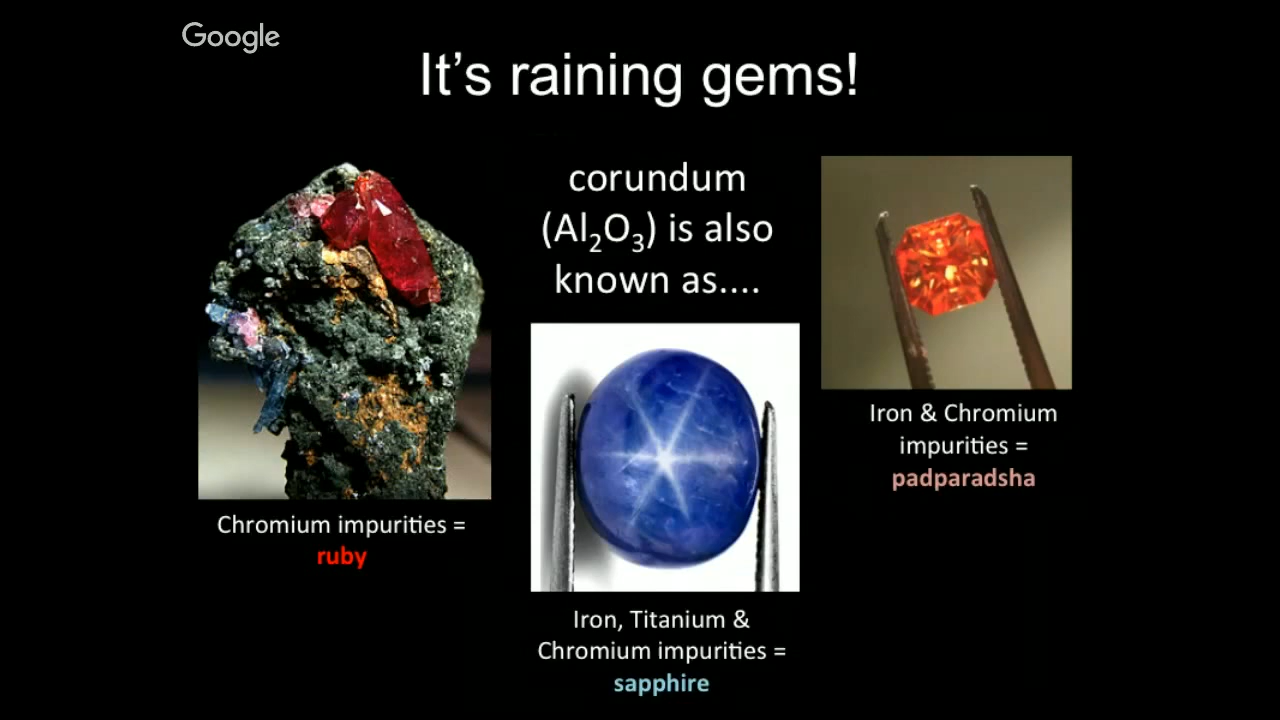 Google
It's raining gems!
corundum
(Al₂O₃) is also
known as....
Chromium impurities =
ruby
Iron, Titanium &
Chromium impurities =
sapphire
Iron & Chromium
impurities =
padparadsha